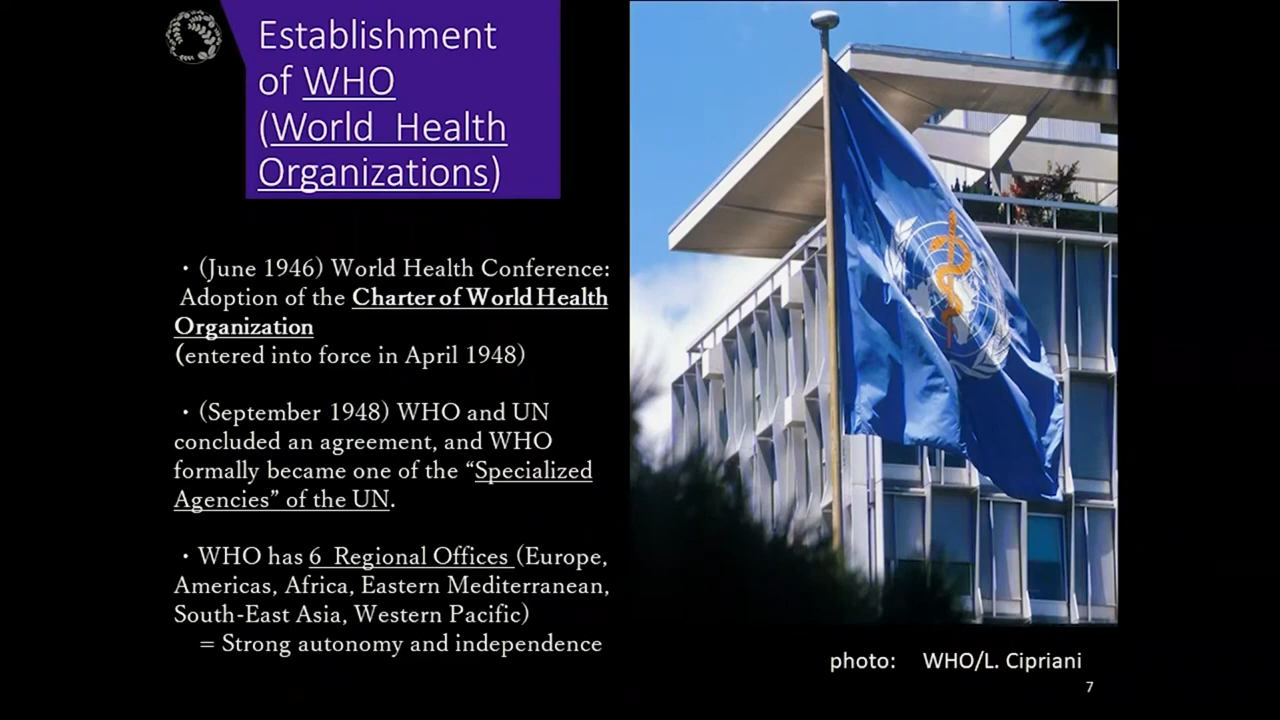 Establishment
of WHO
(World Health
Organizations)
・(June 1946) World Health Conference:
Adoption of the Charter of World Health
Organization
(entered into force in April 1948)
・(September 1948) WHO and UN
concluded an agreement, and WHO
formally became one of the “Specialized
Agencies” of the UN.
・WHO has 6 Regional Offices (Europe,
Americas, Africa, Eastern Mediterranean,
South-East Asia, Western Pacific)
= Strong autonomy and independence
photo: WHO/L. Cipriani
7